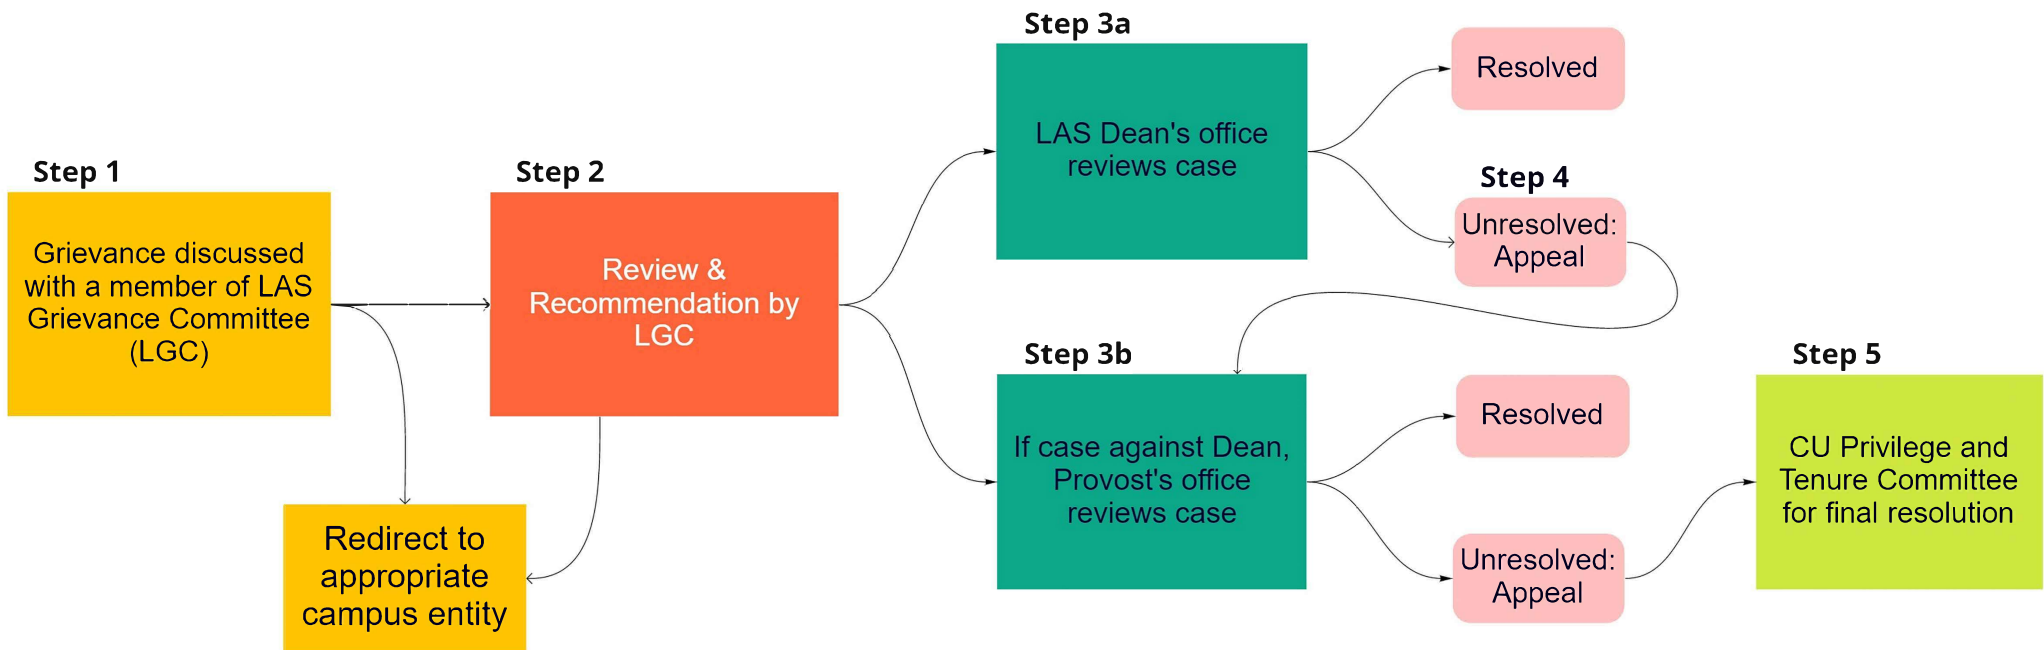 Step 1
Grievance discussed
with a member of LAS
Grievance Committee
(LGC)
Redirect to
appropriate
campus entity
Step 2
Review &
Recommendation by
LGC
Step 3a
LAS Dean's office
reviews case
Resolved
Step 4
Unresolved:
Appeal
Step 3b
If case against Dean,
Provost's office
reviews case
Resolved
Unresolved:
Appeal
Step 5
CU Privilege and
Tenure Committee
for final resolution